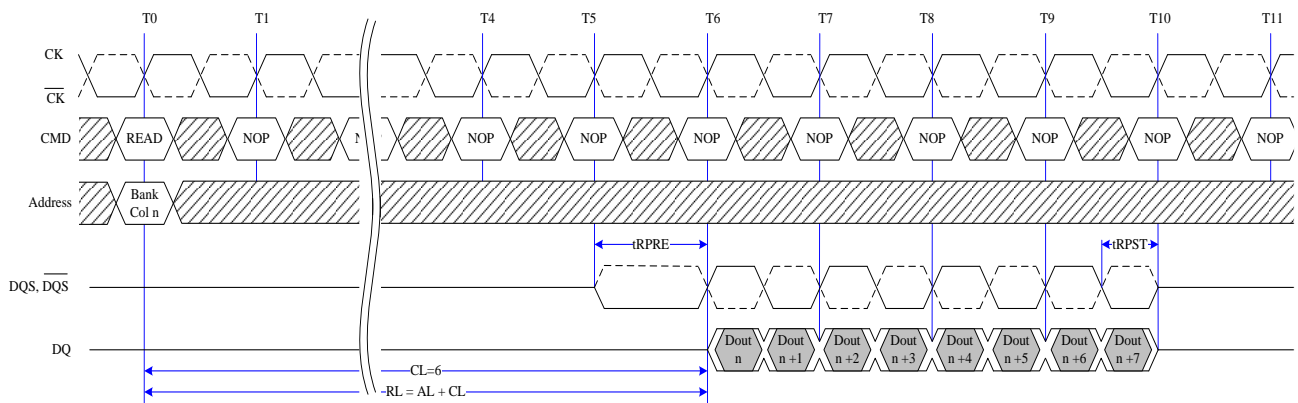 T0 T1 T4 T5 T6 T7 T8 T9 T10 T11
CK
CK
CMD READ NOP N P NOP NOP NOP NOP NOP NOP NOP NOP
Address Bank
Col n
tRPRE tRPST
DQS, DQS
DQ Dout n Dout n +1 Dout n +2 Dout n +3 Dout n +4 Dout n +5 Dout n +6 Dout n +7
CL=6
RL = AL + CL